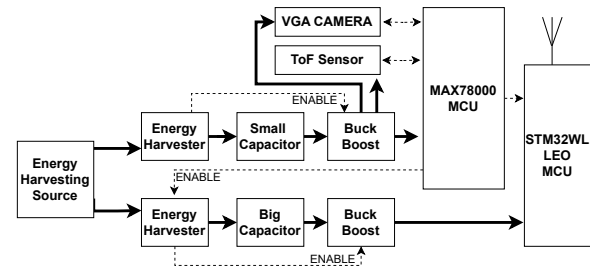 VGA CAMERA
ToF Sensor
MAX78000
MCU
STM32WL
LEO
MCU
ENABLE
Energy
Harvester
Small
Capacitor
Buck
Boost
Energy
Harvesting
Source
ENABLE
Energy
Harvester
Big
Capacitor
Buck
Boost
ENABLE